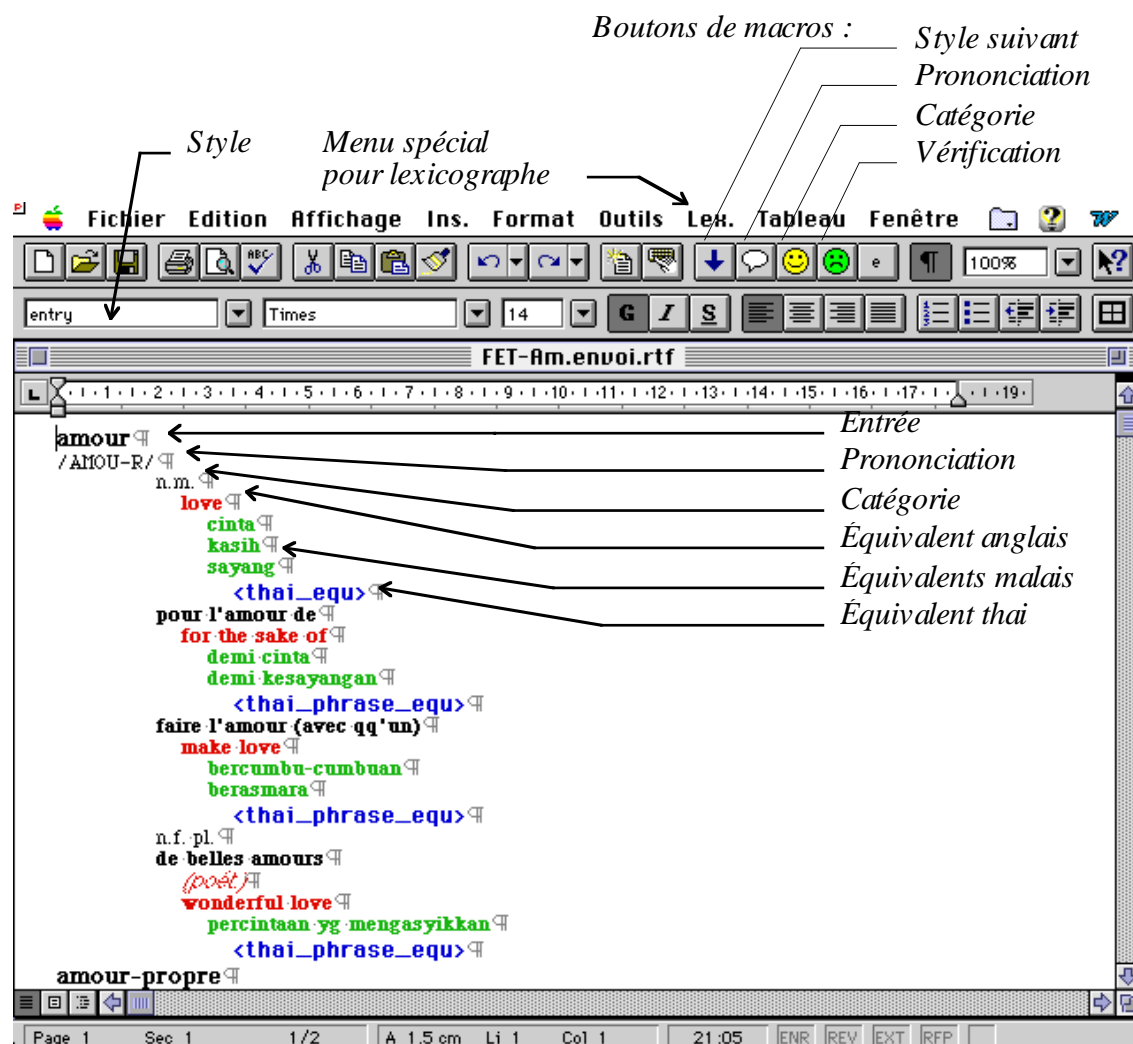 Boutons de macros :
Style suivant
Prononciation
Catégorie
Vérification
Style
Menu spécial
pour lexicographe
Fichier Edition Affichage Ins. Format Outils Lex. Tableau Fenêtre
ABC e ¶ 100%
entry Times 14 G I S
FET-Am.envoi.rtf
L 1 2 3 4 5 6 7 8 9 10 11 12 13 14 15 16 17 19
amour¶ Entrée
/AMOU-R/¶ Prononciation
n.m.¶ Catégorie
love¶ Équivalent anglais
cinta¶
kasih¶ Équivalents malais
sayang¶
<thai_equ>¶ Équivalent thai
pour l'amour de¶
for the sake of¶
demi cinta¶
demi kesayangan¶
<thai_phrase_equ>¶
faire l'amour (avec qq'un)¶
make love¶
bercumbu-cumbuan¶
berasmara¶
<thai_phrase_equ>¶
n.f. pl.¶
de belles amours¶
(poét)¶
wonderful love¶
percintaan yg mengasyikkan¶
<thai_phrase_equ>¶
amour-propre¶
Page 1 Sec 1 1/2 A 1.5 cm Li 1 Col 1 21:05 ENR REV EXT RFP